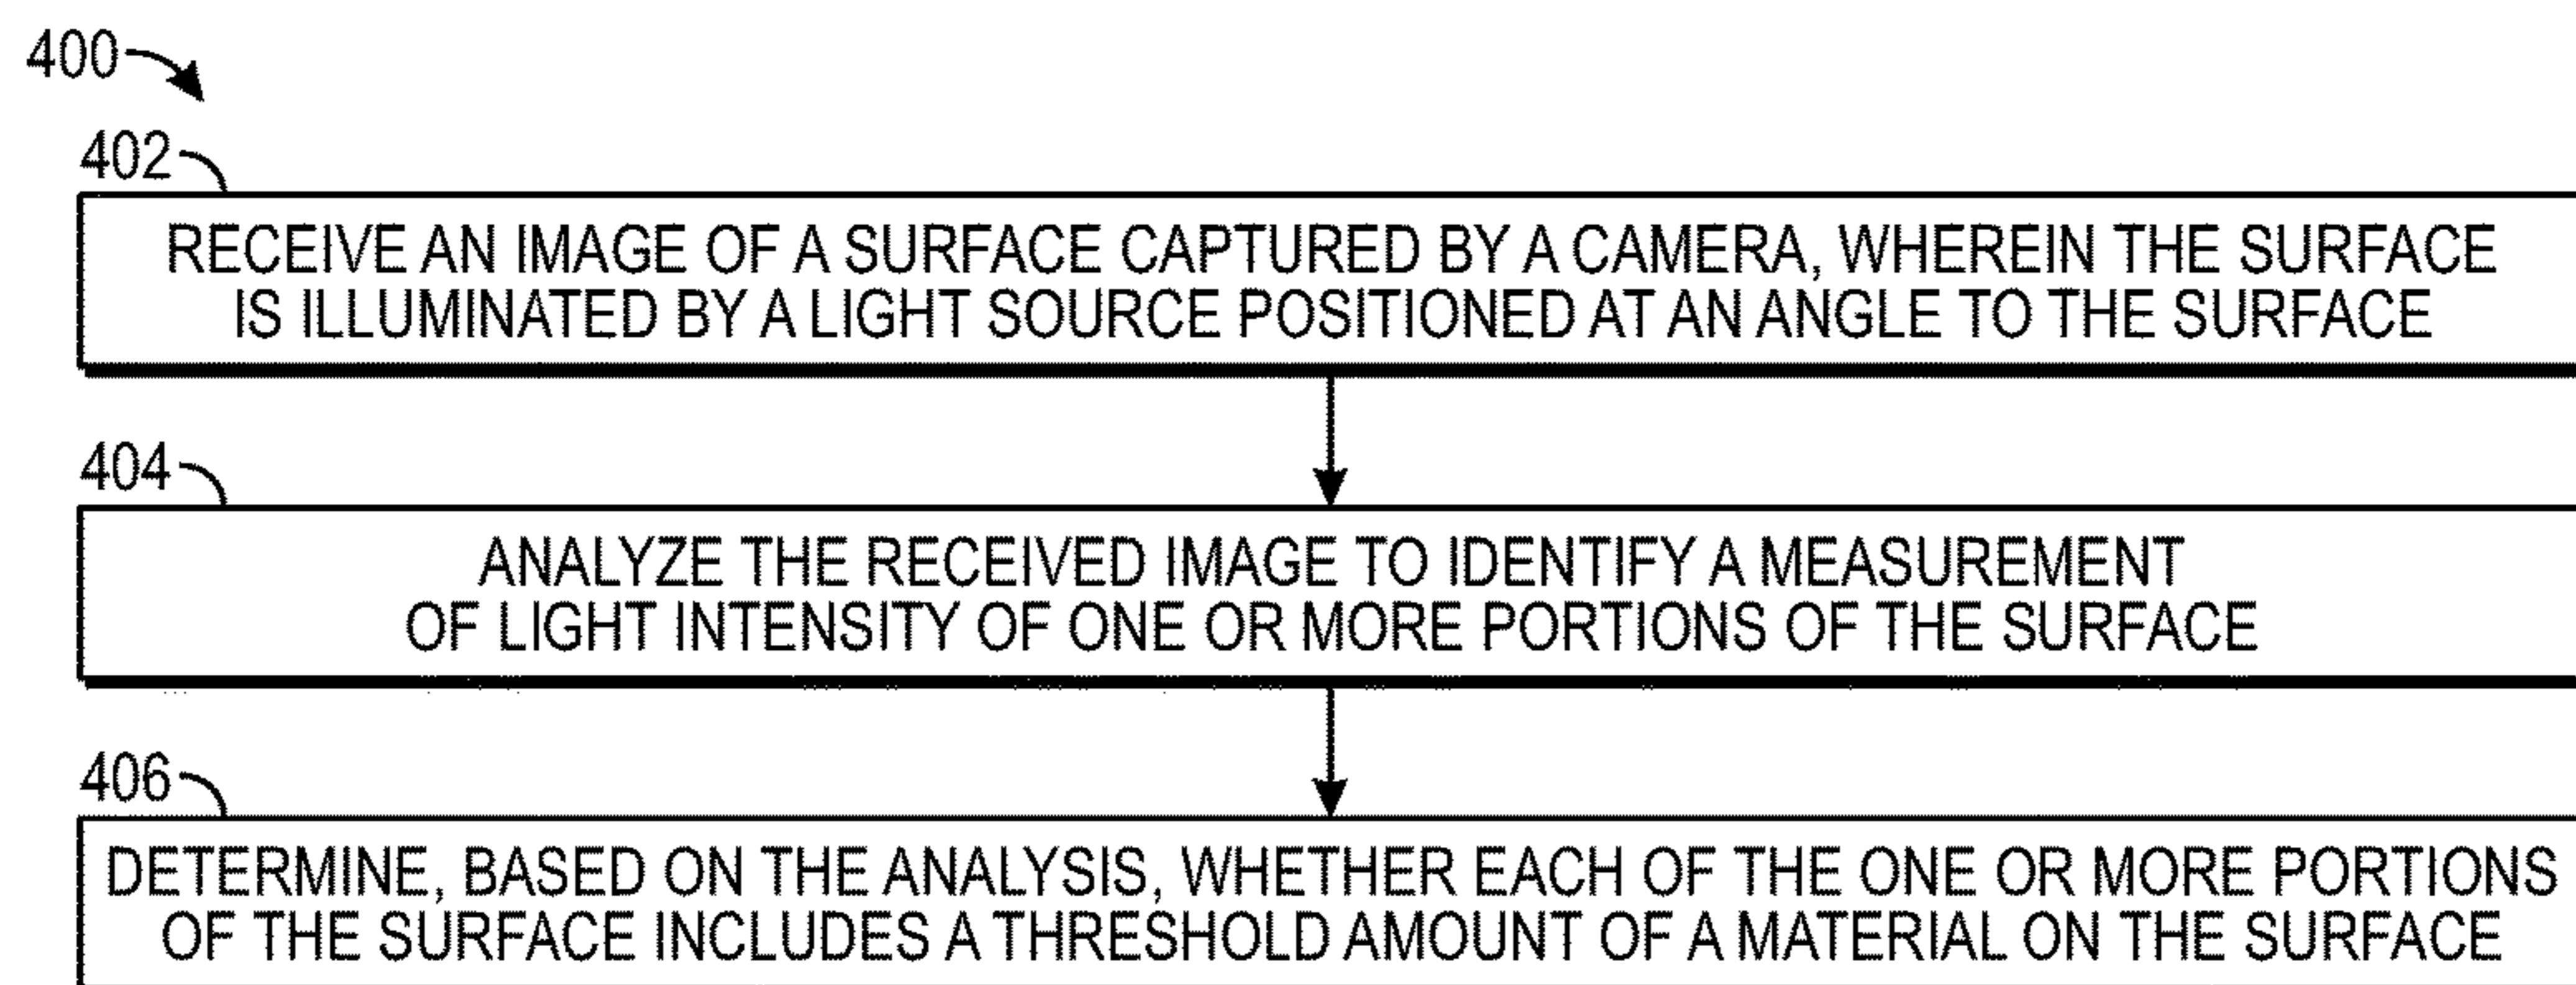 400
402
RECEIVE AN IMAGE OF A SURFACE CAPTURED BY A CAMERA, WHEREIN THE SURFACE
IS ILLUMINATED BY A LIGHT SOURCE POSITIONED AT AN ANGLE TO THE SURFACE
404
ANALYZE THE RECEIVED IMAGE TO IDENTIFY A MEASUREMENT
OF LIGHT INTENSITY OF ONE OR MORE PORTIONS OF THE SURFACE
406
DETERMINE, BASED ON THE ANALYSIS, WHETHER EACH OF THE ONE OR MORE PORTIONS
OF THE SURFACE INCLUDES A THRESHOLD AMOUNT OF A MATERIAL ON THE SURFACE